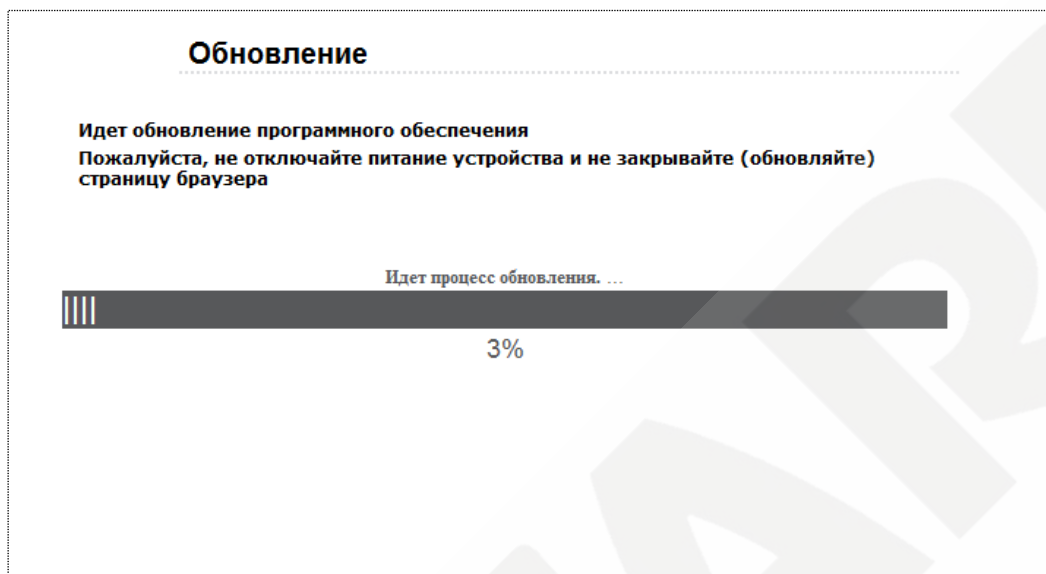 Обновление
Идет обновление программного обеспечения
Пожалуйста, не отключайте питание устройства и не закрывайте (обновляйте)
страницу браузера
Идет процесс обновления. ...
3%